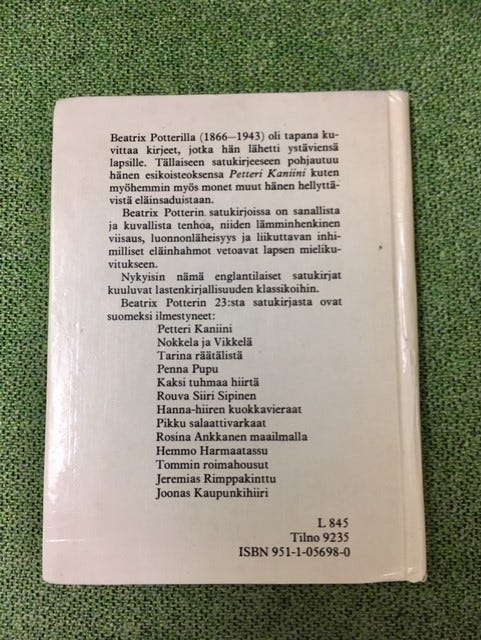 Beatrix Potterilla (1866—1943) oli tapana ku-
vittaa kirjeet, jotka hän lähetti ystäviensä
lapsille. Tällaiseen satukirjeeseen pohjautuu
hänen esikoisteoksensa Petteri Kaniini kuten
myöhemmin myös monet muut hänen hellyttä-
vistä eläinsaduistaan.
Beatrix Potterin satukirjoissa on sanallista
ja kuvallista tenhoa, niiden lämminhenkinen
viisaus, luonnonläheisyys ja liikuttavan inhi-
milliset eläinhahmot vetoavat lapsen mieliku-
vitukseen.
Nykyisin nämä englantilaiset satukirjat
kuuluvat lastenkirjallisuuden klassikoihin.
Beatrix Potterin 23:sta satukirjasta ovat
suomeksi ilmestyneet:
Petteri Kaniini
Nokkela ja Vikkelä
Tarina räätälistä
Penna Pupu
Kaksi tuhmaa hiirtä
Rouva Siiri Sipinen
Hanna-hiiren kuokkavieraat
Pikku salaattivarkaat
Rosina Ankkanen maailmalla
Hemmo Harmaatassu
Tommin roimahousut
Jeremias Rimppakinttu
Joonas Kaupunkihiiri
L 845
Tilno 9235
ISBN 951-1-05698-0